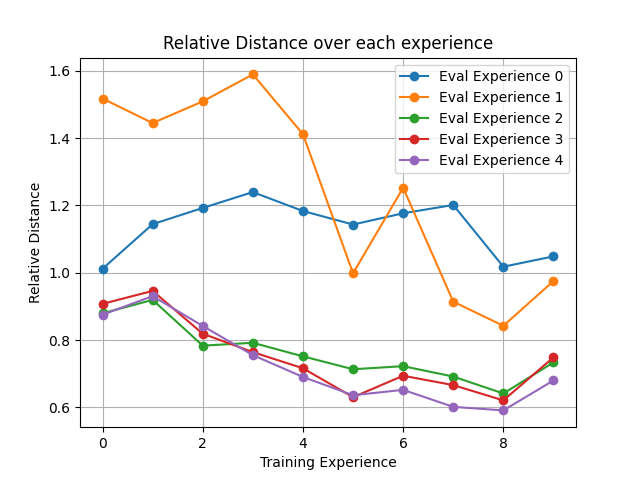 Relative Distance over each experience
Eval Experience 0
Eval Experience 1
Eval Experience 2
Eval Experience 3
Eval Experience 4
1.6
1.4
1.2
1.0
0.8
0.6
Relative Distance
0 2 4 6 8
Training Experience